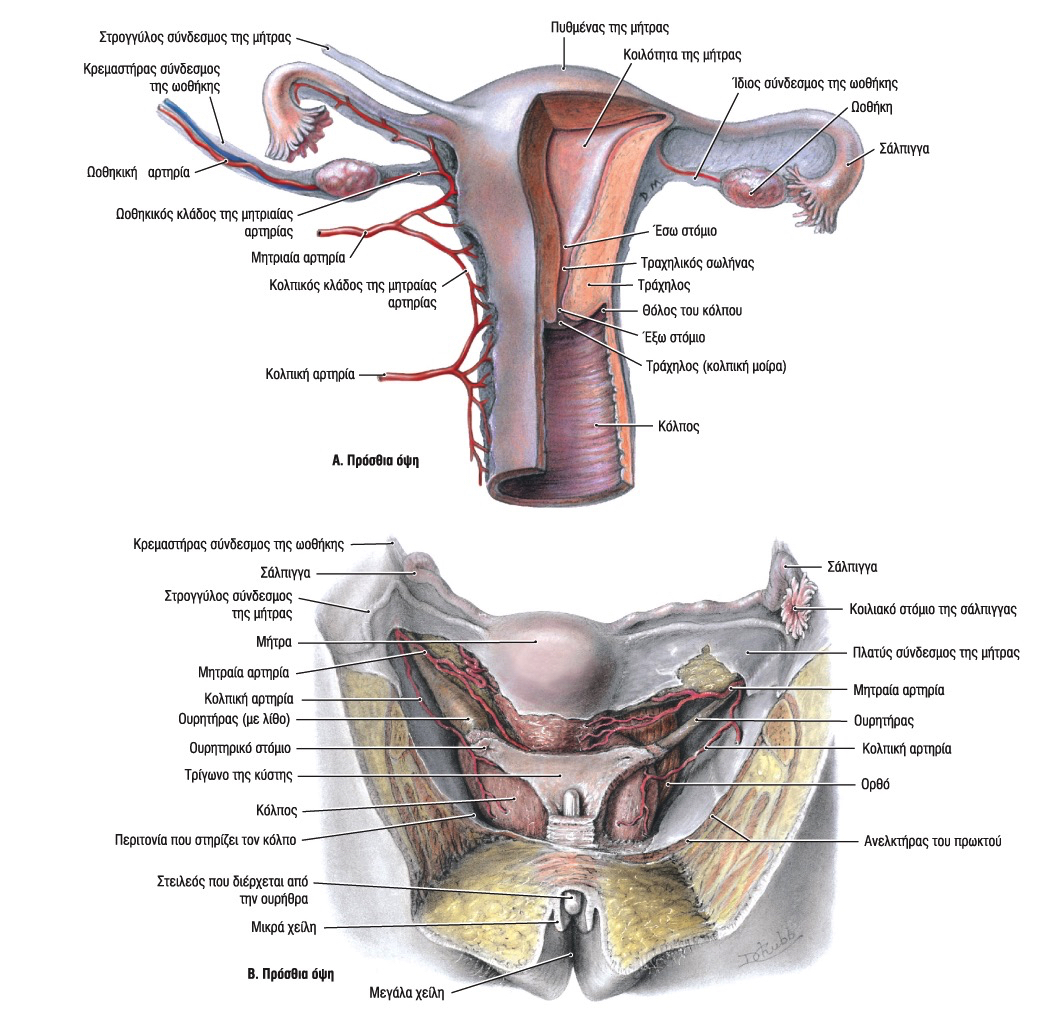 Στρογγύλος σύνδεσμος της μήτρας
Κρεμαστήρας σύνδεσμος
της ωοθήκης
Ωοθηκική αρτηρία
Ωοθηκικός κλάδος της μητριαίας
αρτηρίας
Μητριαία αρτηρία
Κολπικός κλάδος της μητραίας
αρτηρίας
Κολπική αρτηρία
Πυθμένας της μήτρας
Κοιλότητα της μήτρας
Ίδιος σύνδεσμος της ωοθήκης
Ωοθήκη
Σάλπιγγα
D.M.
Έσω στόμιο
Τραχηλικός σωλήνας
Τράχηλος
Θόλος του κόλπου
Έξω στόμιο
Τράχηλος (κολπική μοίρα)
Κόλπος
Α. Πρόσθια όψη
Κρεμαστήρας σύνδεσμος της ωοθήκης
Σάλπιγγα
Στρογγύλος σύνδεσμος
της μήτρας
Μήτρα
Μητραία αρτηρία
Κολπική αρτηρία
Ουρητήρας (με λίθο)
Ουρητηρικό στόμιο
Τρίγωνο της κύστης
Κόλπος
Περιτονία που στηρίζει τον κόλπο
Στειλεός που διέρχεται από
την ουρήθρα
Μικρά χείλη
Β. Πρόσθια όψη
Μεγάλα χείλη
Σάλπιγγα
Κοιλιακό στόμιο της σάλπιγγας
Πλατύς σύνδεσμος της μήτρας
Μητραία αρτηρία
Ουρητήρας
Κολπική αρτηρία
Ορθό
Ανελκτήρας του πρωκτού